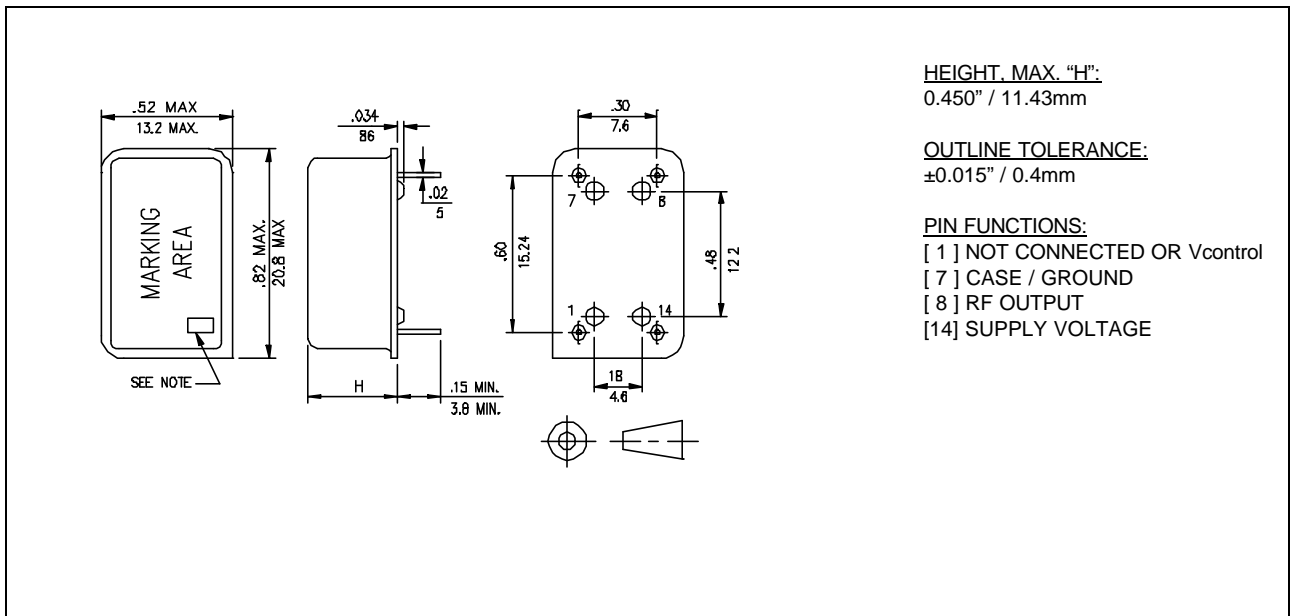 .52 MAX
13.2 MAX.
MARKING
AREA
.82 MAX.
20.8 MAX
SEE NOTE
.034
86
.02
5
H
.15 MIN.
3.8 MIN.
.30
7.6
7
8
.60
15.24
.48
12 2
1
14
18
4.6
HEIGHT, MAX. “H”:
0.450” / 11.43mm
OUTLINE TOLERANCE:
±0.015” / 0.4mm
PIN FUNCTIONS:
[ 1 ] NOT CONNECTED OR Vcontrol
[ 7 ] CASE / GROUND
[ 8 ] RF OUTPUT
[14] SUPPLY VOLTAGE